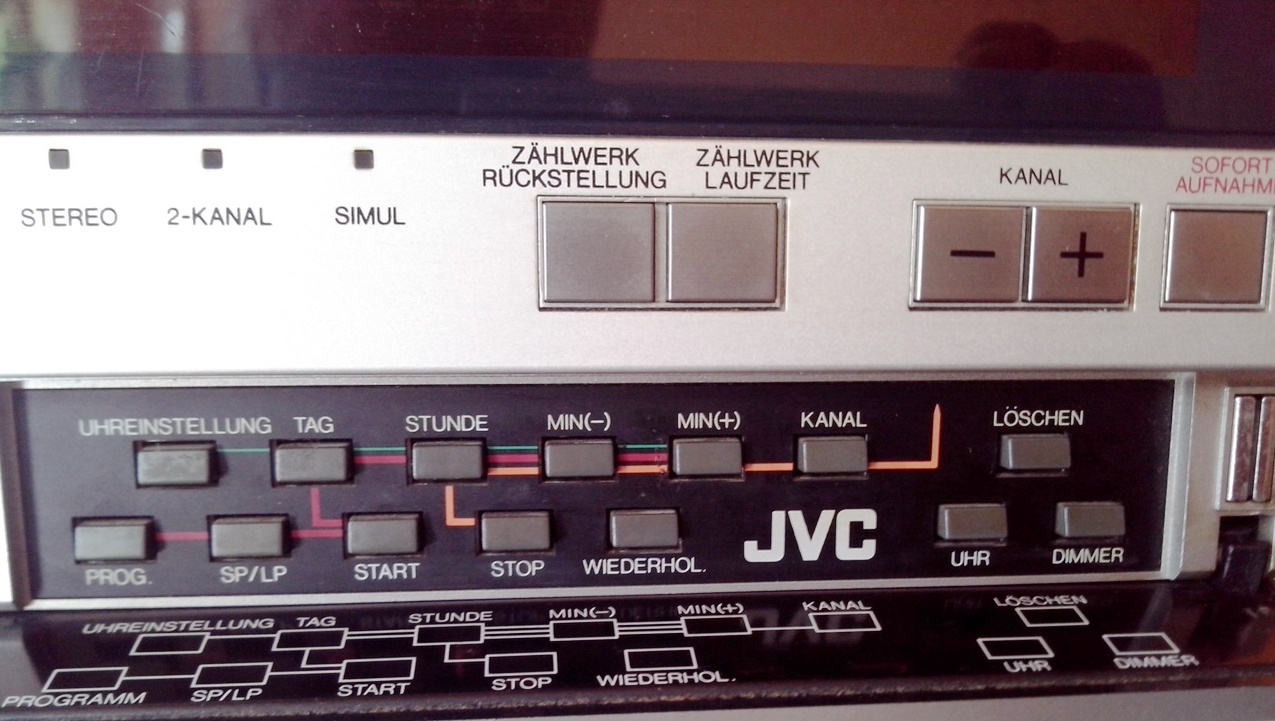 ZÄHLWERK
RÜCKSTELLUNG
ZÄHLWERK
LAUFZEIT
KANAL
SOFORT
AUFNAHM
STEREO
2-KANAL
SIMUL
− +
UHREINSTELLUNG TAG STUNDE MIN(−) MIN(+) KANAL LÖSCHEN
JVC
PROG. SP/LP START STOP WIEDERHOL. UHR DIMMER
UHREINSTELLUNG TAG STUNDE MIN(−) MIN(+) KANAL LÖSCHEN
PROGRAMM SP/LP START STOP WIEDERHOL. UHR DIMMER